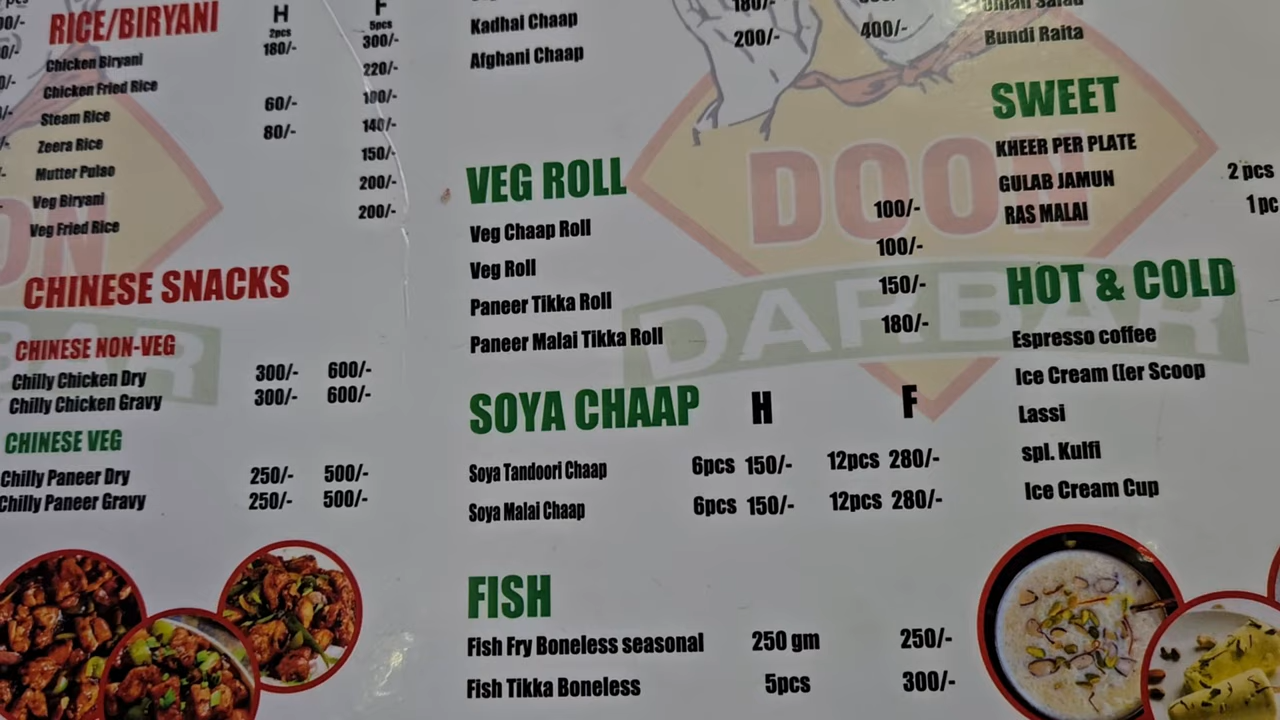 RICE/BIRYANI H F
2pcs 5pcs
Chicken Biryani 180/- 300/-
Chicken Fried Rice 220/-
Steam Rice 60/- 100/-
Zeera Rice 80/- 140/-
Mutter Pulao 150/-
Veg Biryani 200/-
Veg Fried Rice 200/-
CHINESE SNACKS
CHINESE NON-VEG
Chilly Chicken Dry 300/- 600/-
Chilly Chicken Gravy 300/- 600/-
CHINESE VEG
Chilly Paneer Dry 250/- 500/-
Chilly Paneer Gravy 250/- 500/-
Kadhai Chaap 180/-
Afghani Chaap 200/- 400/-
VEG ROLL
Veg Chaap Roll 100/-
Veg Roll 100/-
Paneer Tikka Roll 150/-
Paneer Malai Tikka Roll 180/-
SOYA CHAAP H F
Soya Tandoori Chaap 6pcs 150/- 12pcs 280/-
Soya Malai Chaap 6pcs 150/- 12pcs 280/-
FISH
Fish Fry Boneless seasonal 250 gm 250/-
Fish Tikka Boneless 5pcs 300/-
Salad
Bundi Raita
SWEET
KHEER PER PLATE
GULAB JAMUN 2 pcs
RAS MALAI 1 pc
HOT & COLD
Espresso coffee
Ice Cream ([er Scoop
Lassi
spl. Kulfi
Ice Cream Cup
DOON
DARBAR